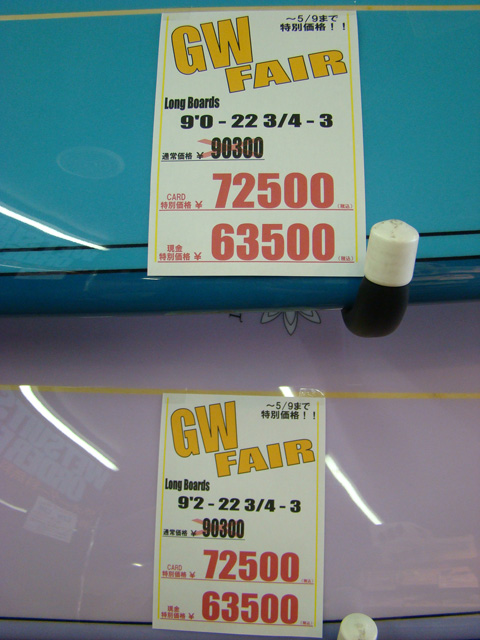 ～5/9まで
特別価格！！
GW
FAIR
Long Boards
9'0 - 22 3/4 - 3
通常価格 ¥ 90300
CARD
特別価格 ¥ 72500 (税込)
現金
特別価格 ¥ 63500 (税込)
～5/9まで
特別価格！！
GW
FAIR
Long Boards
9'2 - 22 3/4 - 3
通常価格 ¥ 90300
CARD
特別価格 ¥ 72500 (税込)
現金
特別価格 ¥ 63500 (税込)